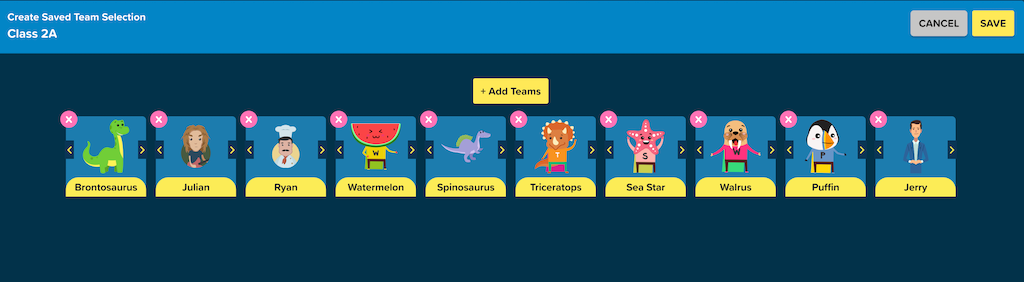 Create Saved Team Selection
Class 2A
CANCEL
SAVE
+ Add Teams
X X X X X X X X X X
W T S W P
Brontosaurus Julian Ryan Watermelon Spinosaurus Triceratops Sea Star Walrus Puffin Jerry